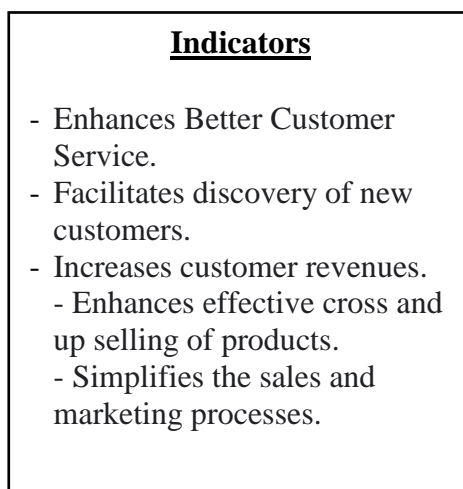 Indicators
- Enhances Better Customer
Service.
- Facilitates discovery of new
customers.
- Increases customer revenues.
- Enhances effective cross and
up selling of products.
- Simplifies the sales and
marketing processes.